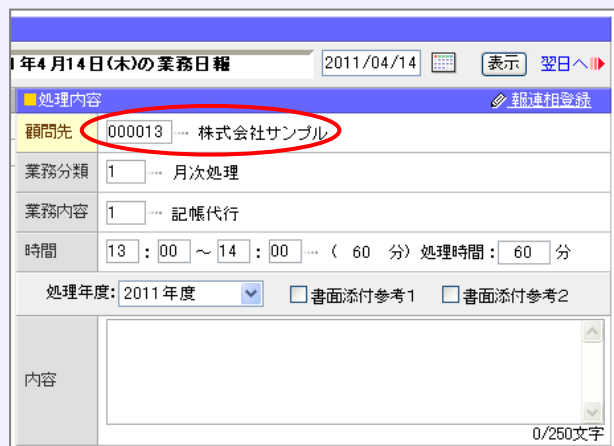 1年4月14日(木)の業務日報 2011/04/14 表示 翌日へ
■処理内容 報連相登録
顧問先 000013 株式会社サンプル
業務分類 1 月次処理
業務内容 1 記帳代行
時間 13 : 00 ～ 14 : 00 ( 60 分) 処理時間： 60 分
処理年度: 2011年度 書面添付参考1 書面添付参考2
内容
0/250文字